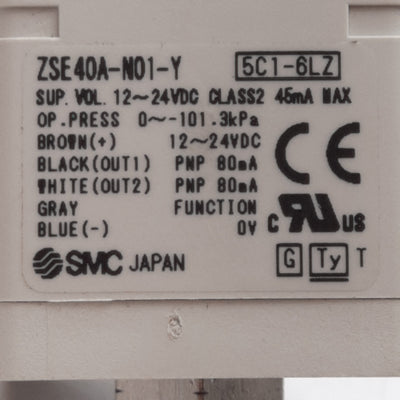 ZSE40A-N01-Y 5C1-6LZ
SUP. VOL. 12~24VDC CLASS2 45mA MAX
OP.PRESS 0~-101.3kPa
BROWN(+) 12~24VDC
BLACK(OUT1) PNP 80mA
WHITE(OUT2) PNP 80mA
GRAY FUNCTION
BLUE(-) 0V
CE
c RU us
SMC JAPAN
G Ty T